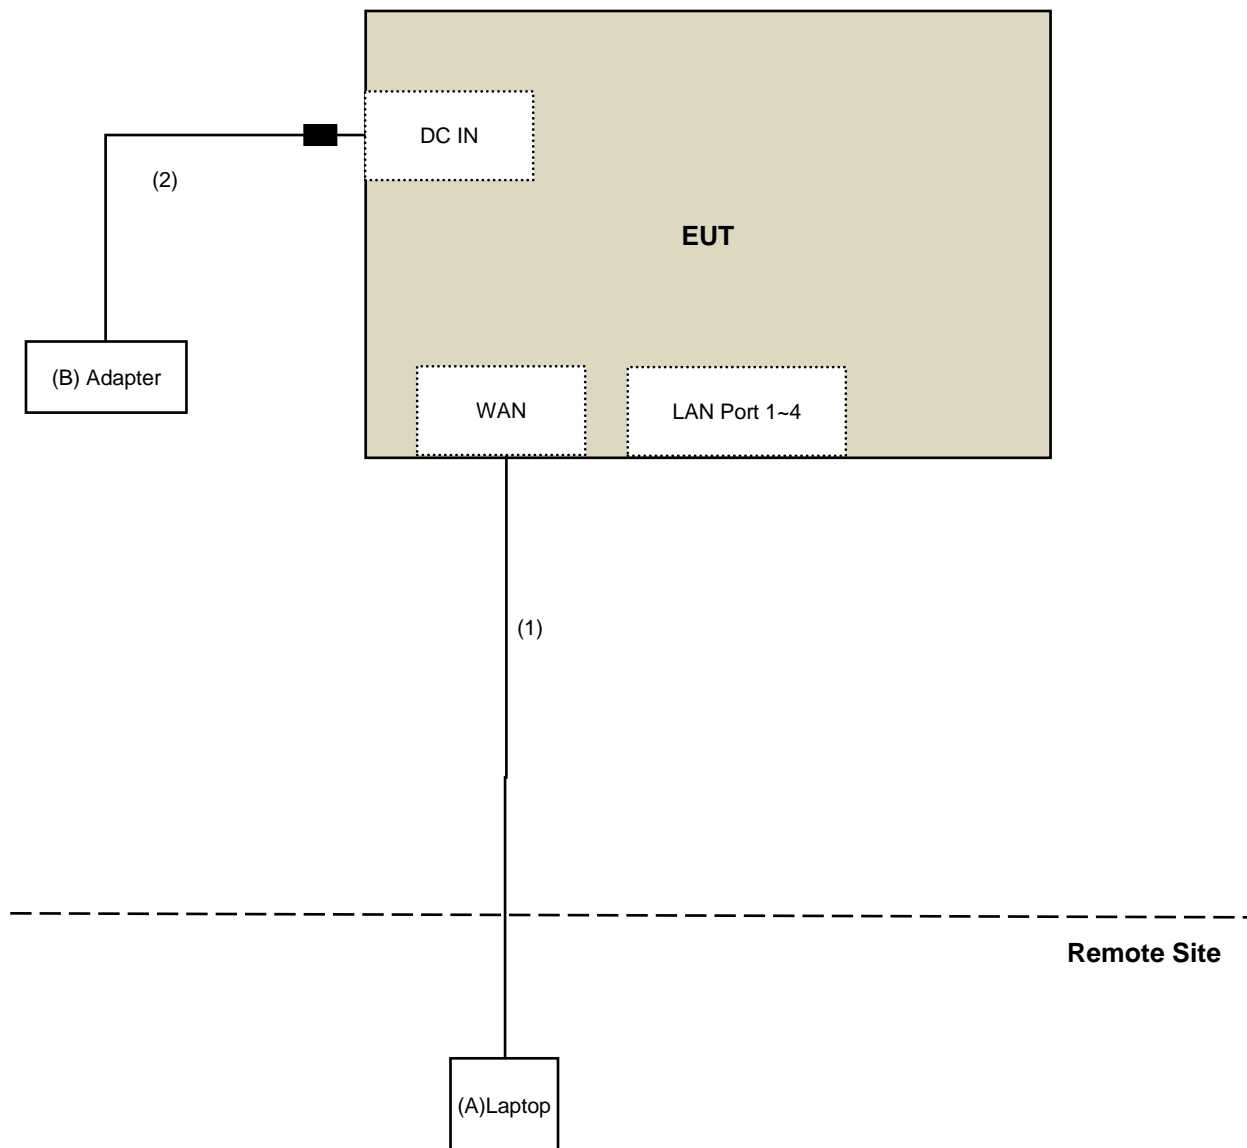 DC IN
(2)
EUT
(B) Adapter
WAN
LAN Port 1~4
(1)
Remote Site
(A)Laptop